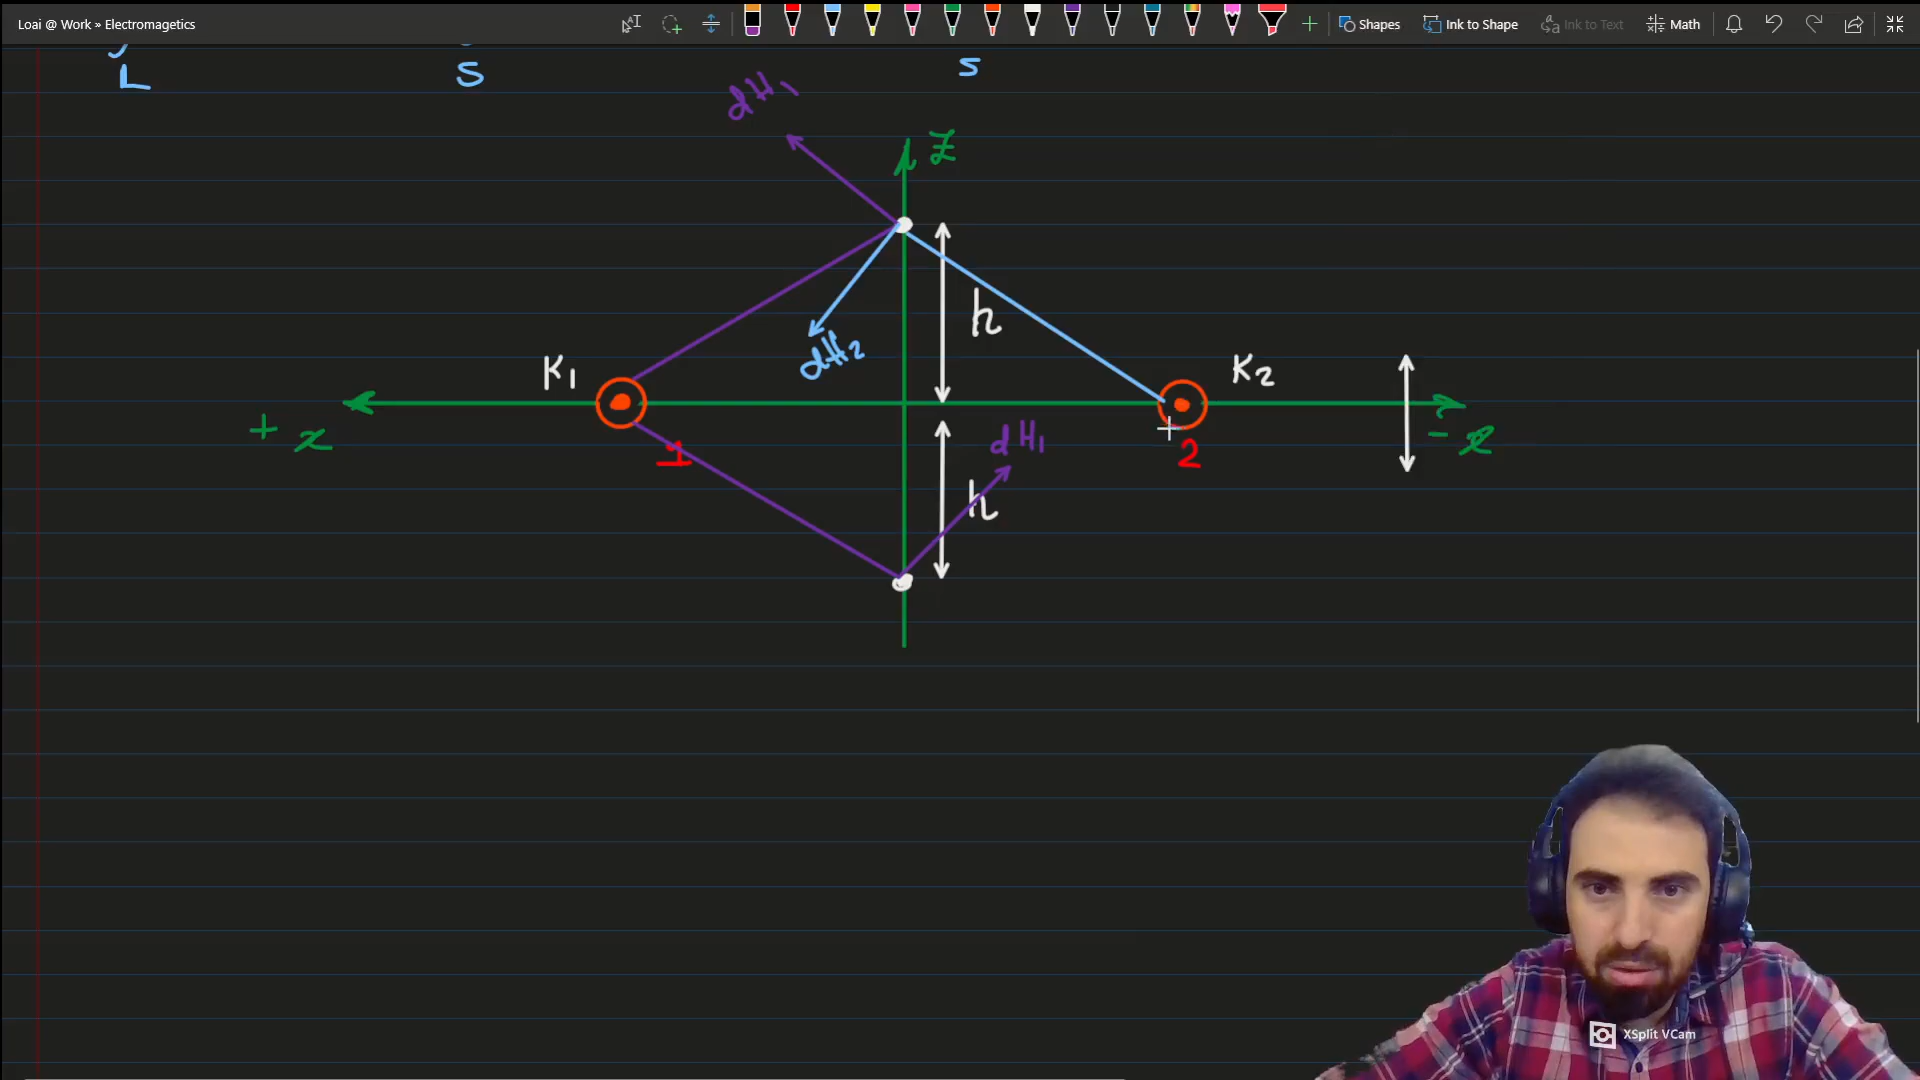 Loai @ Work » Electromagetics
Shapes
Ink to Shape
Ink to Text
Math
L
S
s
dH₁
Z
h
dH₂
K₁
K₂
+ x
- x
1
2
dH₁
h
XSplit VCam